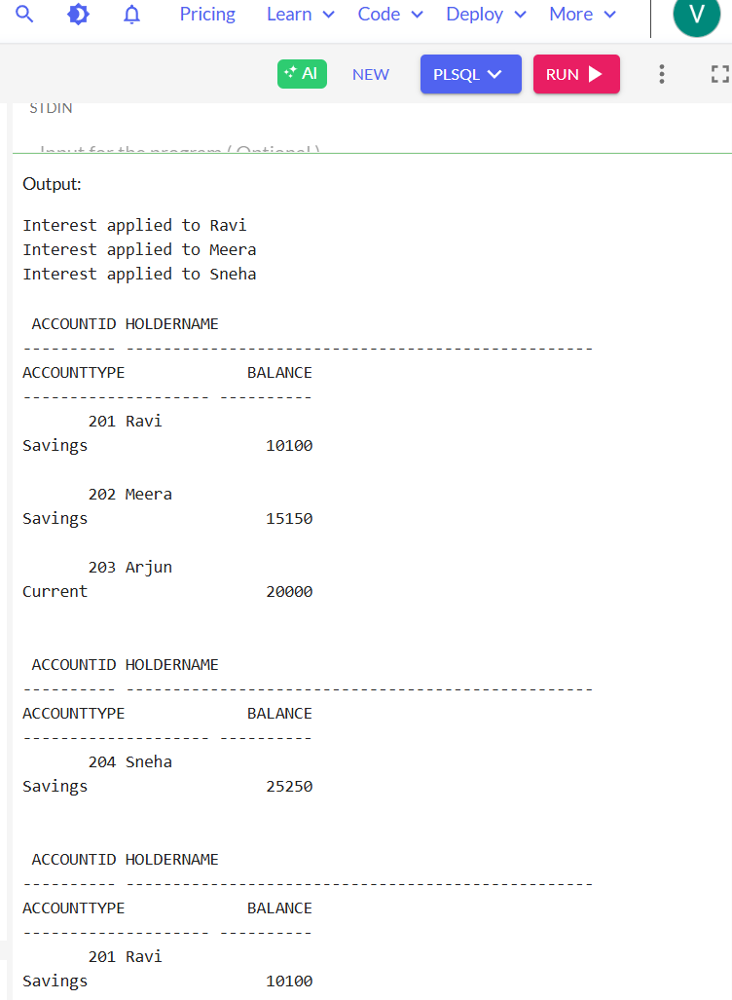 Pricing Learn Code Deploy More V
AI NEW PLSQL RUN
STDIN
Input for the program ( Optional )
Output:
Interest applied to Ravi
Interest applied to Meera
Interest applied to Sneha
ACCOUNTID HOLDERNAME
---------- --------------------------------------------------
ACCOUNTTYPE BALANCE
-------------------- ----------
201 Ravi
Savings 10100
202 Meera
Savings 15150
203 Arjun
Current 20000
ACCOUNTID HOLDERNAME
---------- --------------------------------------------------
ACCOUNTTYPE BALANCE
-------------------- ----------
204 Sneha
Savings 25250
ACCOUNTID HOLDERNAME
---------- --------------------------------------------------
ACCOUNTTYPE BALANCE
-------------------- ----------
201 Ravi
Savings 10100